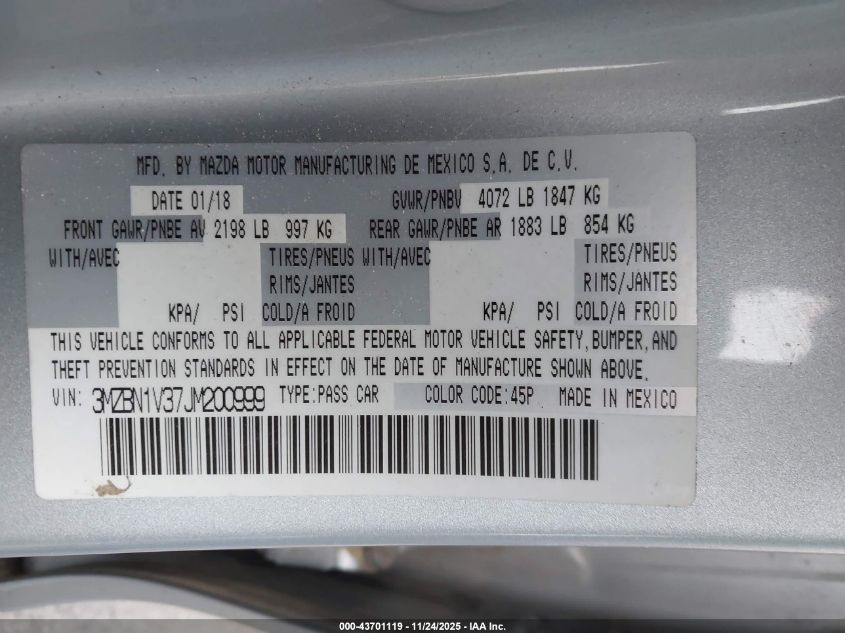 MFD. BY MAZDA MOTOR MANUFACTURING DE MEXICO S.A. DE C.V.
DATE 01/18 GVWR/PNBV 4072 LB 1847 KG
FRONT GAWR/PNBE AV 2198 LB 997 KG REAR GAWR/PNBE AR 1883 LB 854 KG
WITH/AVEC TIRES/PNEUS WITH/AVEC TIRES/PNEUS
RIMS/JANTES RIMS/JANTES
KPA/ PSI COLD/A FROID KPA/ PSI COLD/A FROID
THIS VEHICLE CONFORMS TO ALL APPLICABLE FEDERAL MOTOR VEHICLE SAFETY,BUMPER,AND
THEFT PREVENTION STANDARDS IN EFFECT ON THE DATE OF MANUFACTURE SHOWN ABOVE.
VIN: 3MZBN1V37JM200999 TYPE:PASS CAR COLOR CODE:45P MADE IN MEXICO
000-43701119 - 11/24/2025 - IAA Inc.